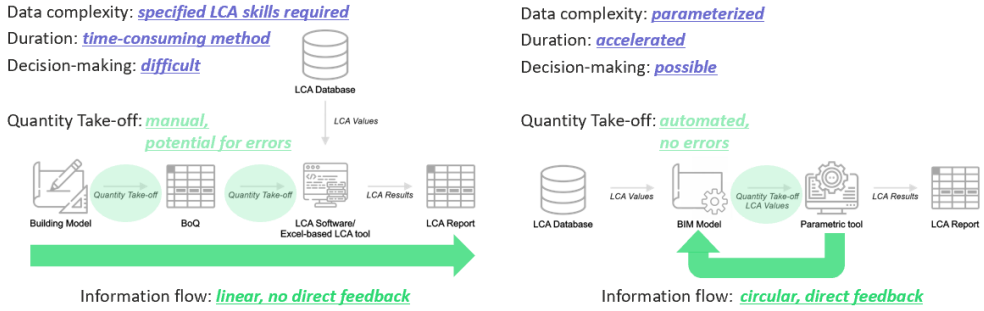 Data complexity: specified LCA skills required
Duration: time-consuming method
Decision-making: difficult
LCA Database
Quantity Take-off: manual,
potential for errors
LCA Values
Quantity Take-off
Quantity Take-off
LCA Results
Building Model
BoQ
LCA Software/
Excel-based LCA tool
LCA Report
Information flow: linear, no direct feedback
Data complexity: parameterized
Duration: accelerated
Decision-making: possible
Quantity Take-off: automated,
no errors
LCA Values
Quantity Take-off
LCA Values
LCA Results
LCA Database
BIM Model
Parametric tool
LCA Report
Information flow: circular, direct feedback